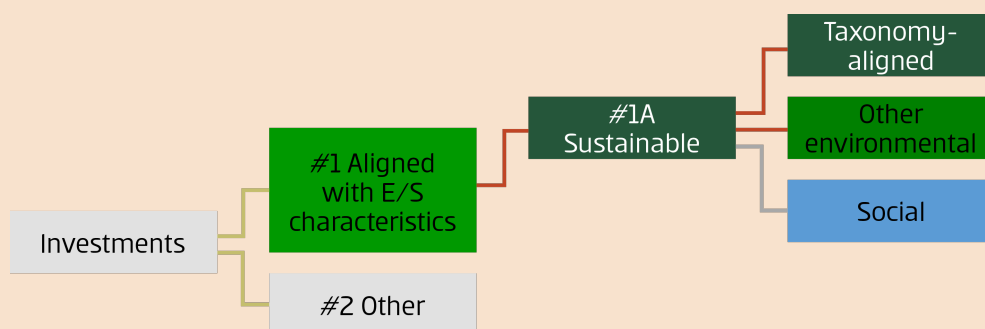 Taxonomy-
aligned
#1A
Sustainable
Other
environmental
#1 Aligned
with E/S
characteristics
Social
Investments
#2 Other